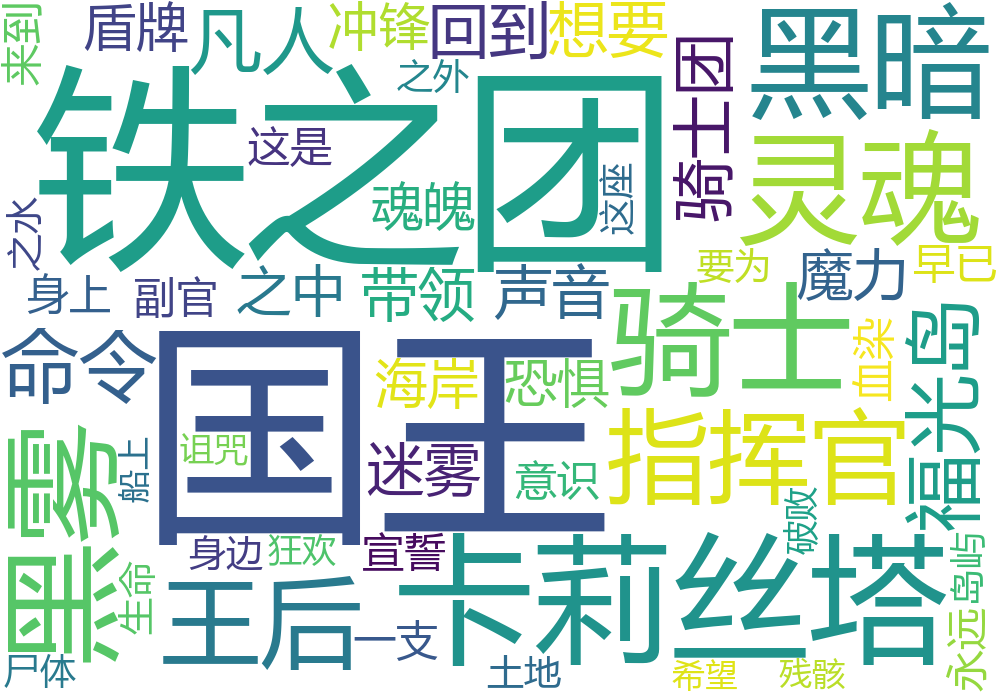 来到
盾牌
凡人
冲锋
回到
想要
黑暗
之外
骑士团
铁之团
这是
魂魄
这座
灵魂
之水
身上
副官
之中
带领
声音
要为
魔力
早已
命令
国王
海岸
恐惧
骑士
血染
福光岛
诅咒
迷雾
意识
指挥官
黑雾
船上
破败
身边
狂欢
宣誓
卡莉丝塔
永远
岛屿
生命
王后
一支
尸体
土地
希望
残骸